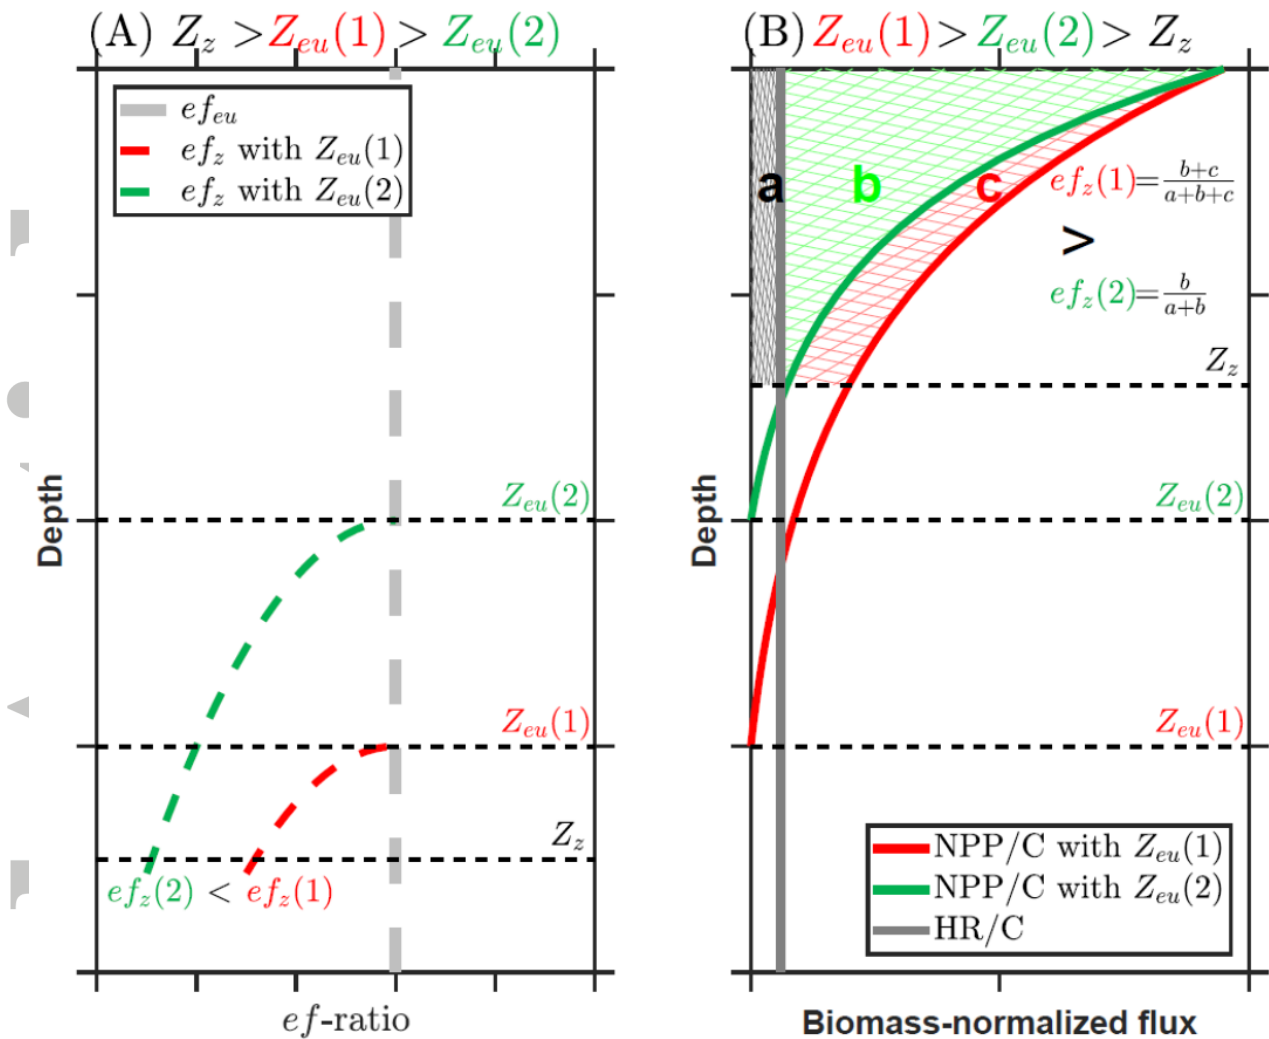 (A) Z_z > Z_eu(1) > Z_eu(2)
ef_eu
ef_z with Z_eu(1)
ef_z with Z_eu(2)
Z_eu(2)
Z_eu(1)
Z_z
ef_z(2) < ef_z(1)
Depth
ef-ratio
(B) Z_eu(1) > Z_eu(2) > Z_z
a
b
c
ef_z(1)=\frac{b+c}{a+b+c}
>
ef_z(2)=\frac{b}{a+b}
Z_z
Z_eu(2)
Z_eu(1)
NPP/C with Z_eu(1)
NPP/C with Z_eu(2)
HR/C
Depth
Biomass-normalized flux